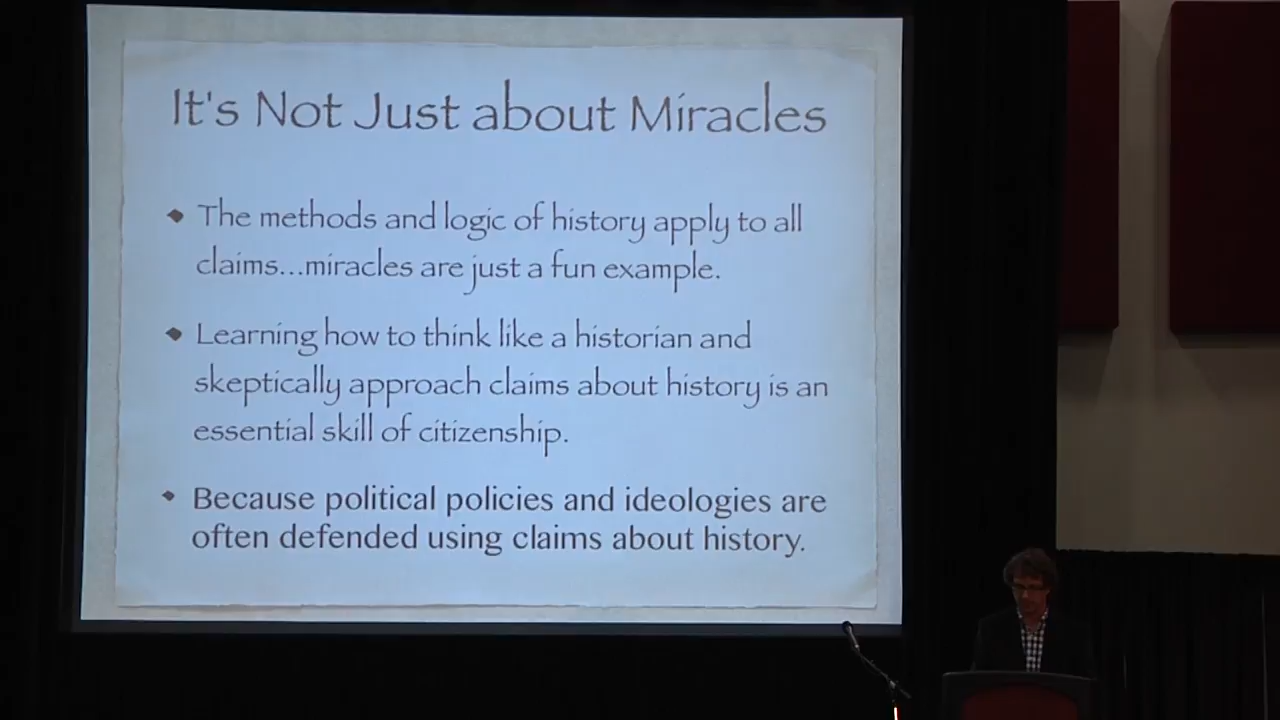 It's Not Just about Miracles
The methods and logic of history apply to all
claims...miracles are just a fun example.
Learning how to think like a historian and
skeptically approach claims about history is an
essential skill of citizenship.
Because political policies and ideologies are
often defended using claims about history.